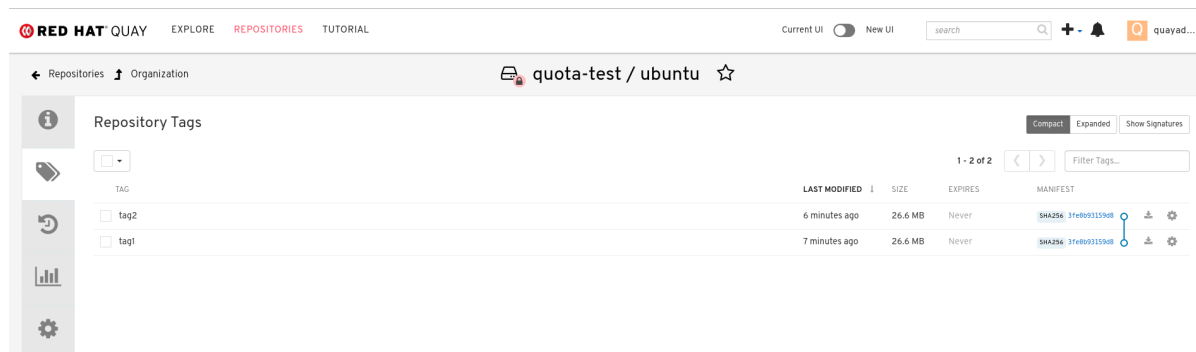 RED HAT® QUAY EXPLORE REPOSITORIES TUTORIAL Current UI New UI search Q quayad...
Repositories Organization quota-test / ubuntu
Repository Tags Compact Expanded Show Signatures
1 - 2 of 2 Filter Tags...
TAG LAST MODIFIED ↓ SIZE EXPIRES MANIFEST
tag2 6 minutes ago 26.6 MB Never SHA256 3fe0b93159d8
tag1 7 minutes ago 26.6 MB Never SHA256 3fe0b93159d8